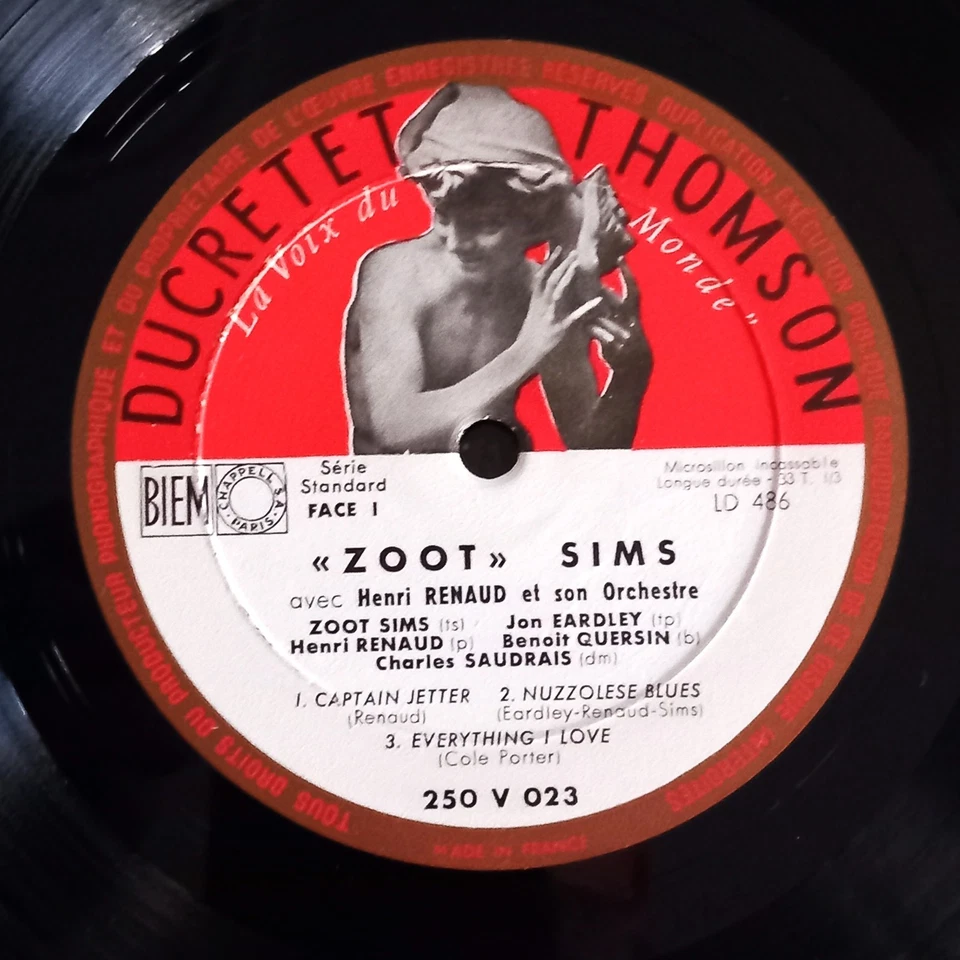 TOUS DROITS DU PRODUCTEUR PHONOGRAPHIQUE ET DU PROPRIÉTAIRE DE L'ŒUVRE ENREGISTRÉE RÉSERVÉS DUPLICATION EXÉCUTION PUBLIQUE RADIODIFFUSION DE CE DISQUE INTERDITES
DUCRETET THOMSON
"La Voix du Monde"
BIEM
CHAPPELL S.A.
PARIS
Série
Standard
FACE 1
Microsillon incassable
Longue durée - 33 T. 1/3
LD 486
«ZOOT» SIMS
avec Henri RENAUD et son Orchestre
ZOOT SIMS (ts) Jon EARDLEY (tp)
Henri RENAUD (p) Benoit QUERSIN (b)
Charles SAUDRAIS (dm)
1. CAPTAIN JETTER 2. NUZZOLESE BLUES
(Renaud) (Eardley-Renaud-Sims)
3. EVERYTHING I LOVE
(Cole Porter)
250 V 023
MADE IN FRANCE